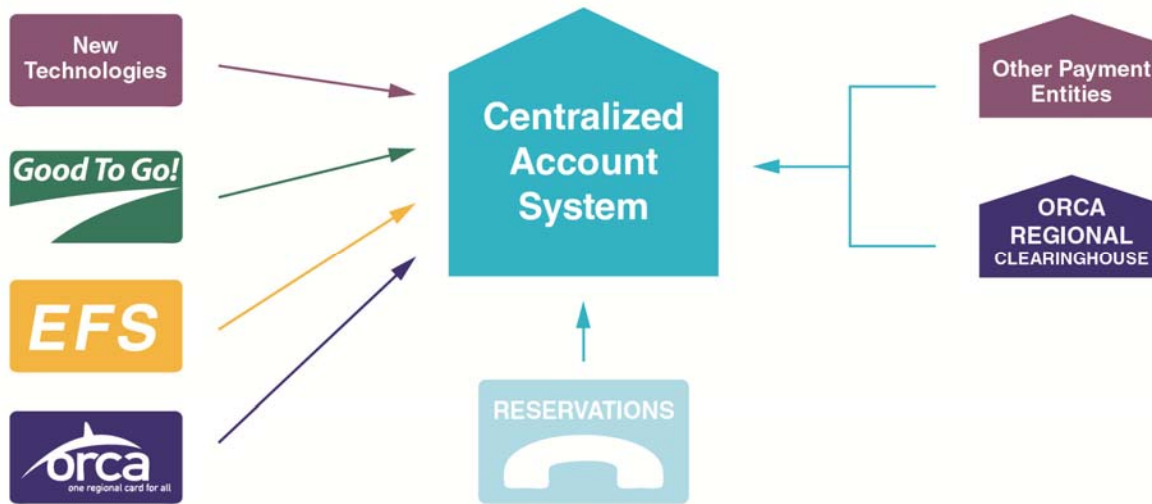 New
Technologies
Good To Go!
EFS
orca
one regional card for all
Centralized
Account
System
RESERVATIONS
Other Payment
Entities
ORCA
REGIONAL
CLEARINGHOUSE